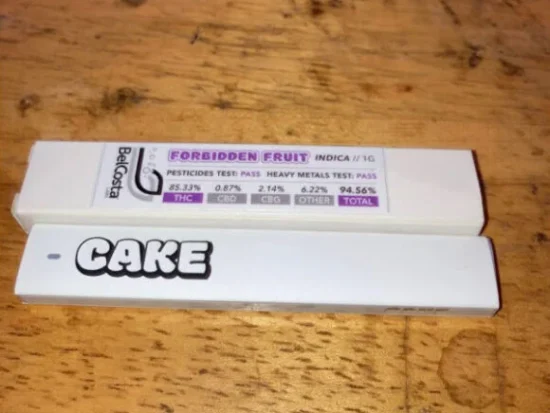 BelCosta
FORBIDDEN FRUIT INDICA // 1G
PESTICIDES TEST: PASS HEAVY METALS TEST: PASS
85.33% 0.87% 2.14% 6.22% 94.56%
THC CBD CBG OTHER TOTAL
CAKE